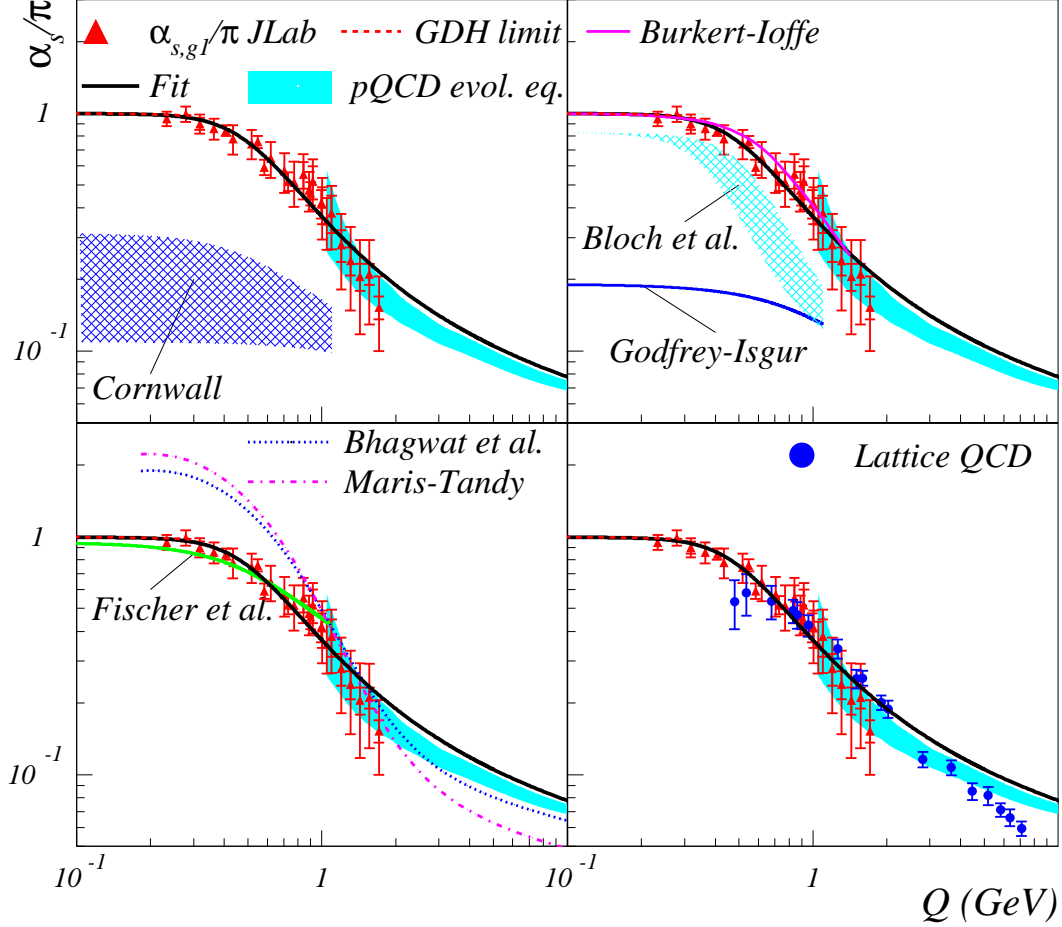 α_s/π
α_{s,g1}/π JLab
GDH limit
Burkert-Ioffe
Fit
pQCD evol. eq.
1
Bloch et al.
10^{-1}
Godfrey-Isgur
Cornwall
Bhagwat et al.
Maris-Tandy
Lattice QCD
1
Fischer et al.
10^{-1}
10^{-1} 1 10^{-1} 1
Q (GeV)